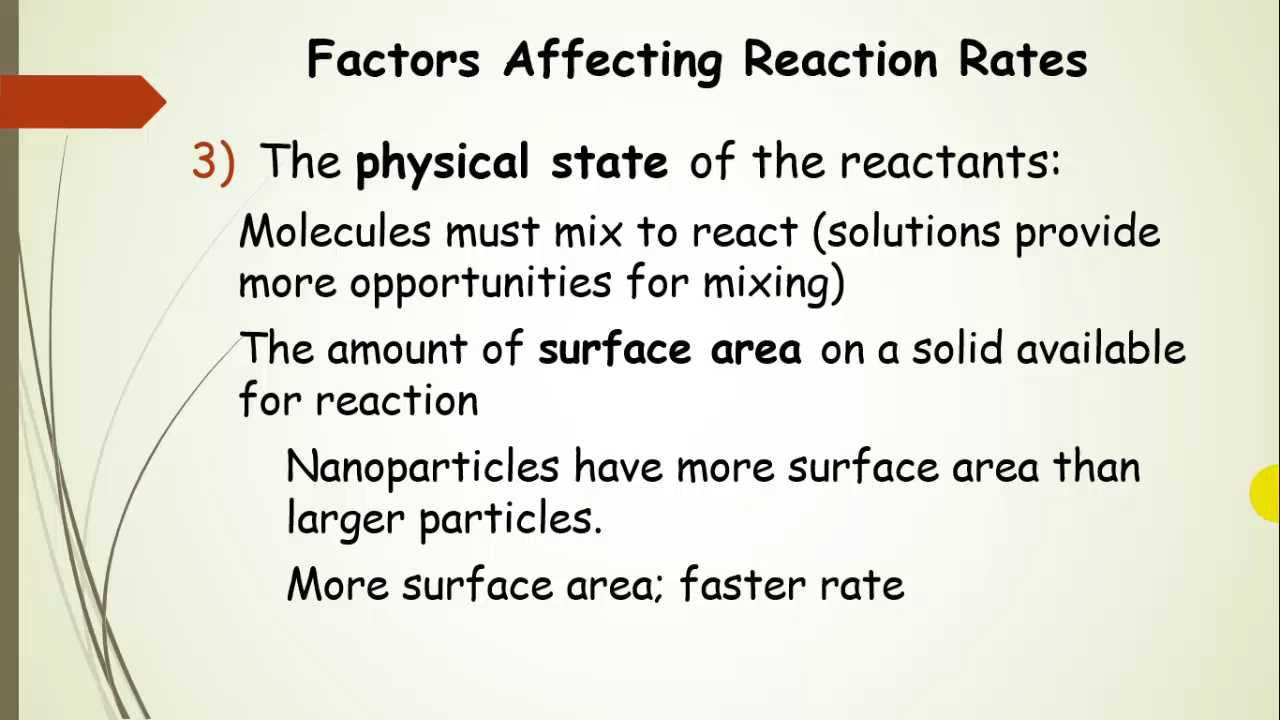 Factors Affecting Reaction Rates
3) The physical state of the reactants:
Molecules must mix to react (solutions provide
more opportunities for mixing)
The amount of surface area on a solid available
for reaction
Nanoparticles have more surface area than
larger particles.
More surface area; faster rate